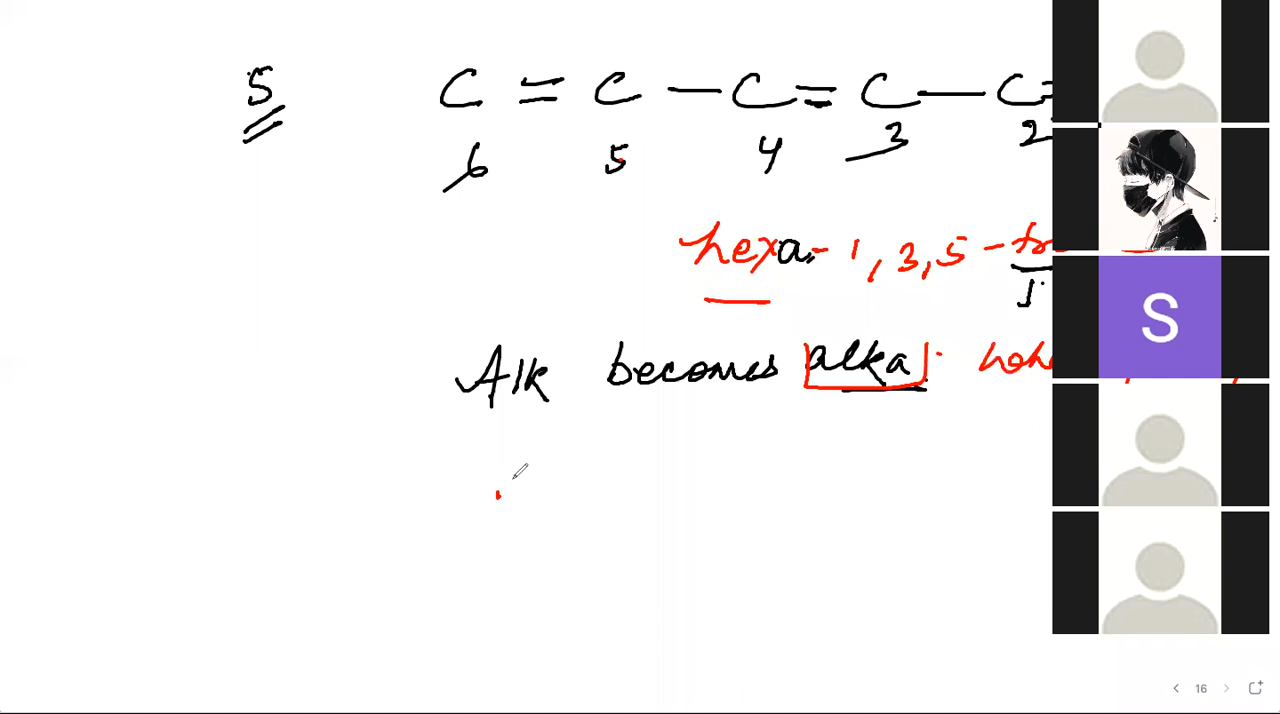 5 C = C - C = C - C =
6 5 4 3 2
hexa - 1, 3, 5 -
Alk becomes alka
S
16